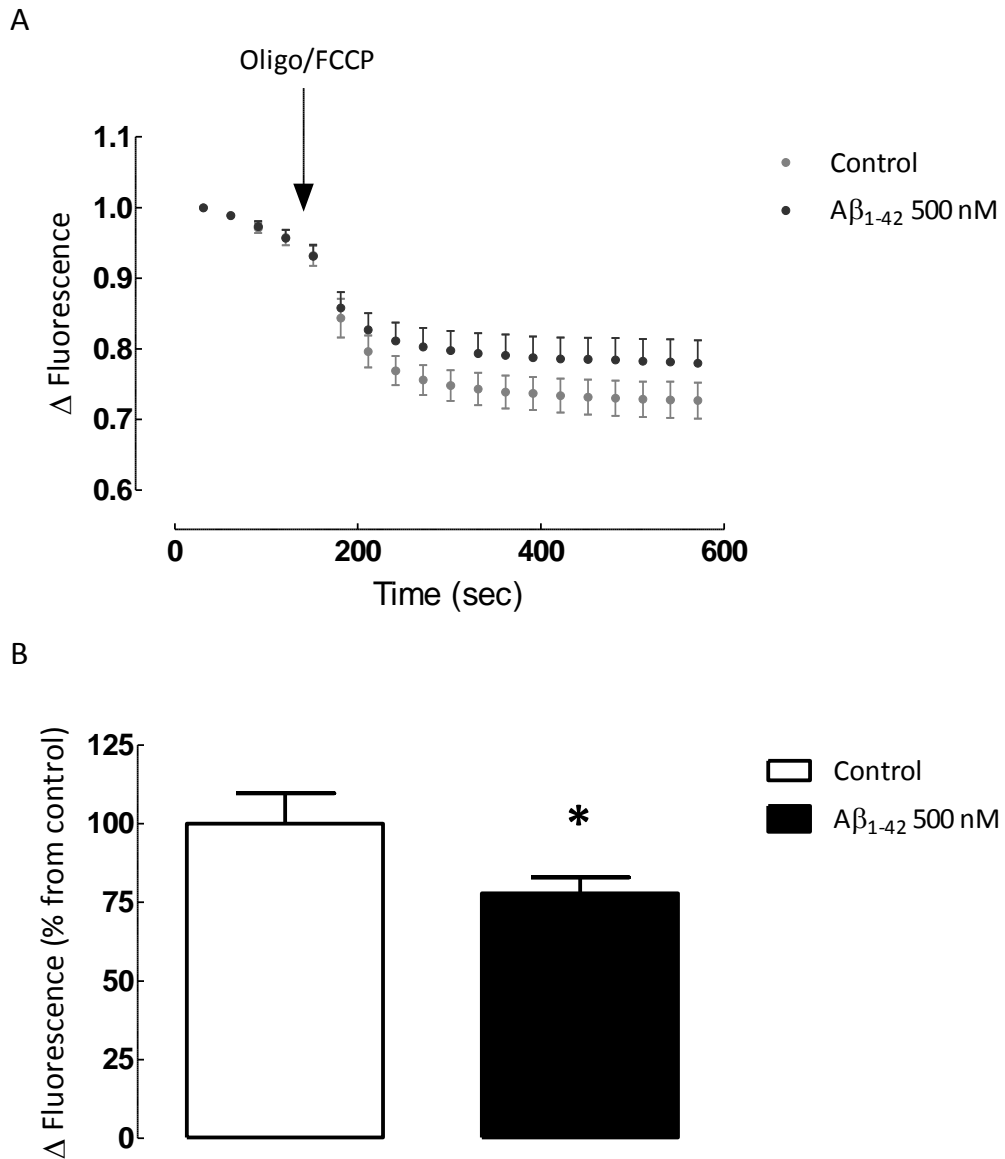 A
Oligo/FCCP
1.1
1.0
0.9
0.8
0.7
0.6
Δ Fluorescence
0
200
400
600
Time (sec)
Control
Aβ1-42 500 nM
B
125
100
75
50
25
0
Δ Fluorescence (% from control)
*
Control
Aβ1-42 500 nM